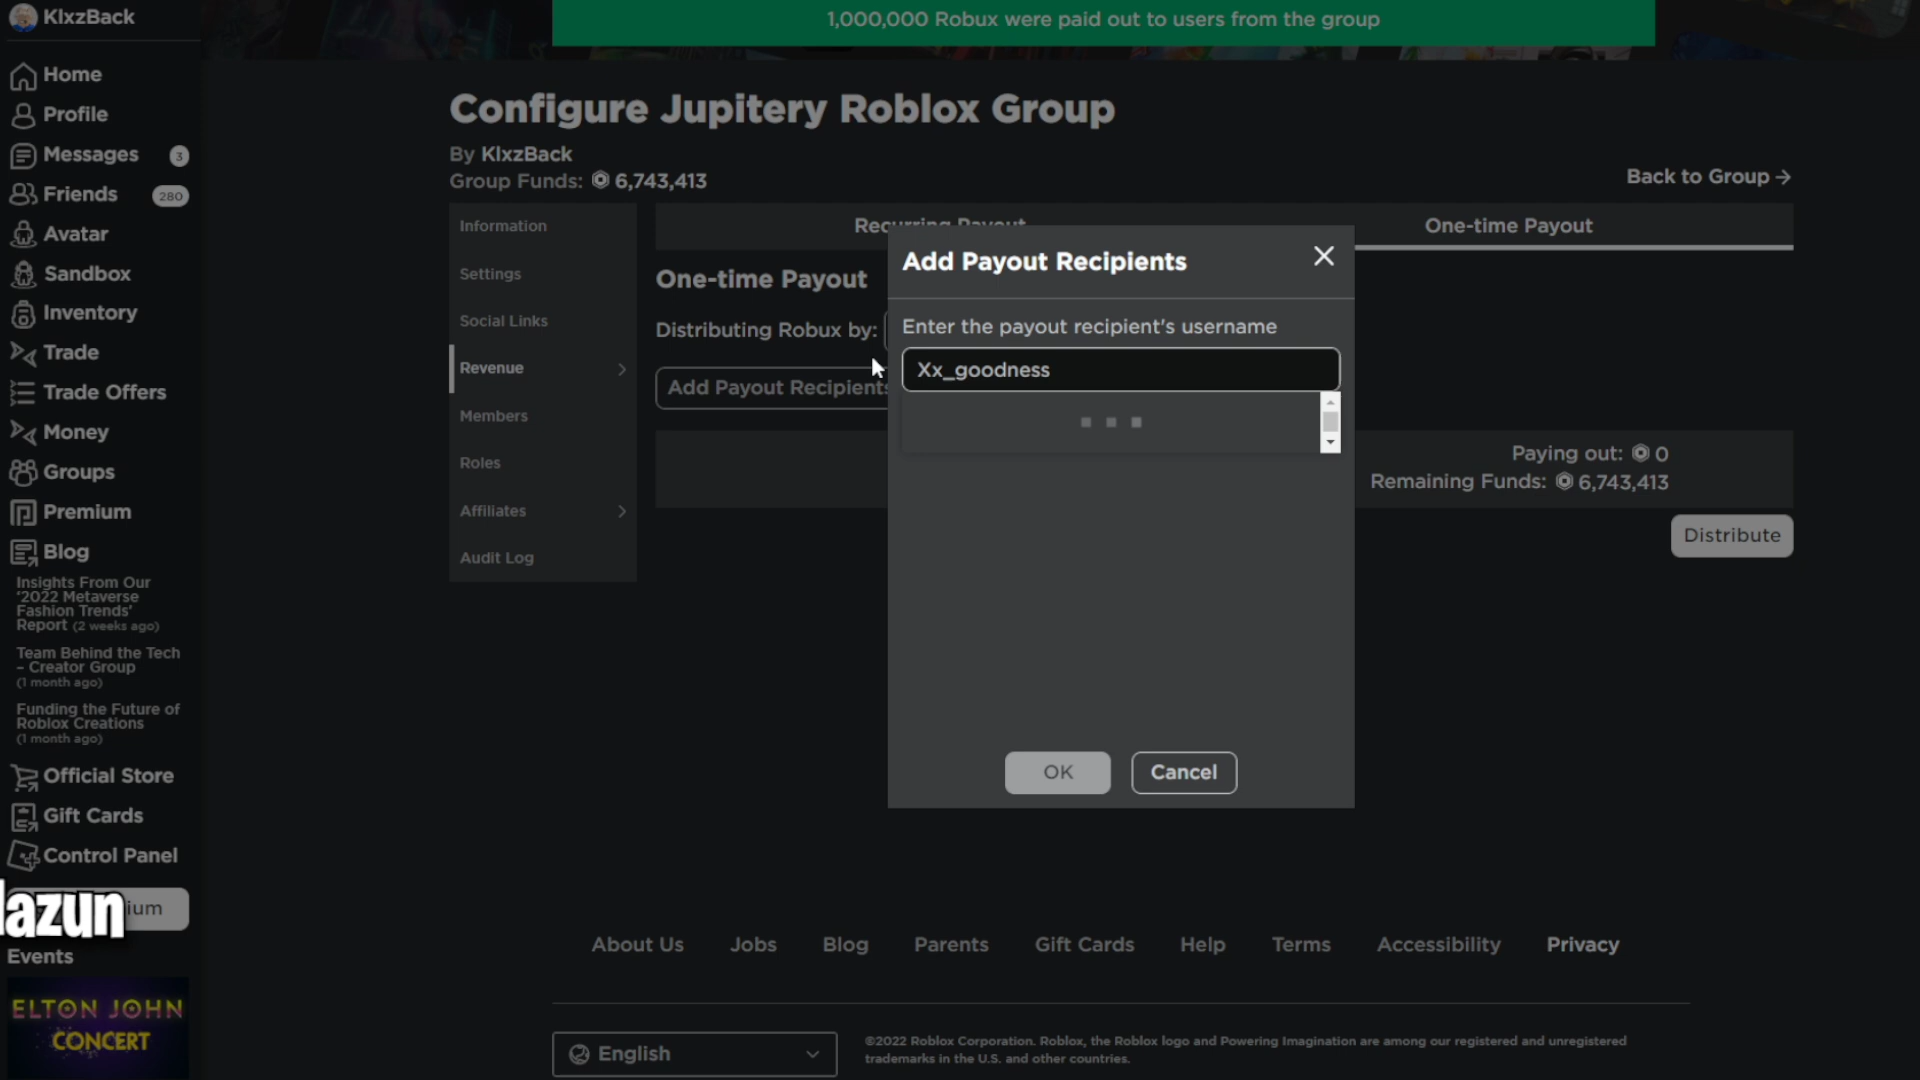 KlxzBack
1,000,000 Robux were paid out to users from the group
Home
Profile
Messages 3
Friends 280
Avatar
Sandbox
Inventory
Trade
Trade Offers
Money
Groups
Premium
Blog
Insights From Our
'2022 Metaverse
Fashion Trends'
Report (2 weeks ago)
Team Behind the Tech
– Creator Group
(1 month ago)
Funding the Future of
Roblox Creations
(1 month ago)
Official Store
Gift Cards
Control Panel
lazun
ium
Events
ELTON JOHN
CONCERT
Configure Jupitery Roblox Group
By KlxzBack
Group Funds: 6,743,413
Back to Group →
Information
Settings
Social Links
Revenue
Members
Roles
Affiliates
Audit Log
Recurring Payout
One-time Payout
One-time Payout
Distributing Robux by:
Add Payout Recipients
Add Payout Recipients
Enter the payout recipient's username
Xx_goodness
OK
Cancel
Paying out: 0
Remaining Funds: 6,743,413
Distribute
About Us Jobs Blog Parents Gift Cards Help Terms Accessibility Privacy
English
©2022 Roblox Corporation. Roblox, the Roblox logo and Powering Imagination are among our registered and unregistered
trademarks in the U.S. and other countries.